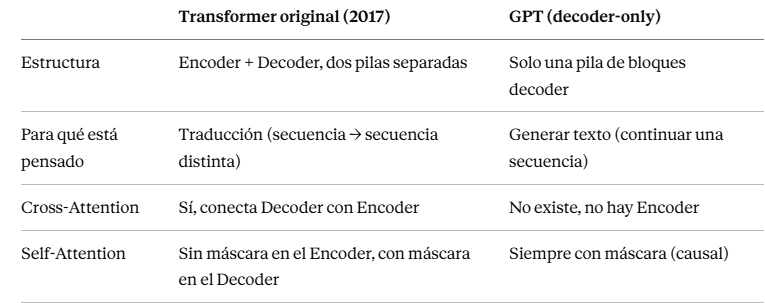 Transformer original (2017) GPT (decoder-only)
Estructura Encoder + Decoder, dos pilas separadas Solo una pila de bloques
decoder
Para qué está Traducción (secuencia → secuencia Generar texto (continuar una
pensado distinta) secuencia)
Cross-Attention Sí, conecta Decoder con Encoder No existe, no hay Encoder
Self-Attention Sin máscara en el Encoder, con máscara Siempre con máscara (causal)
en el Decoder